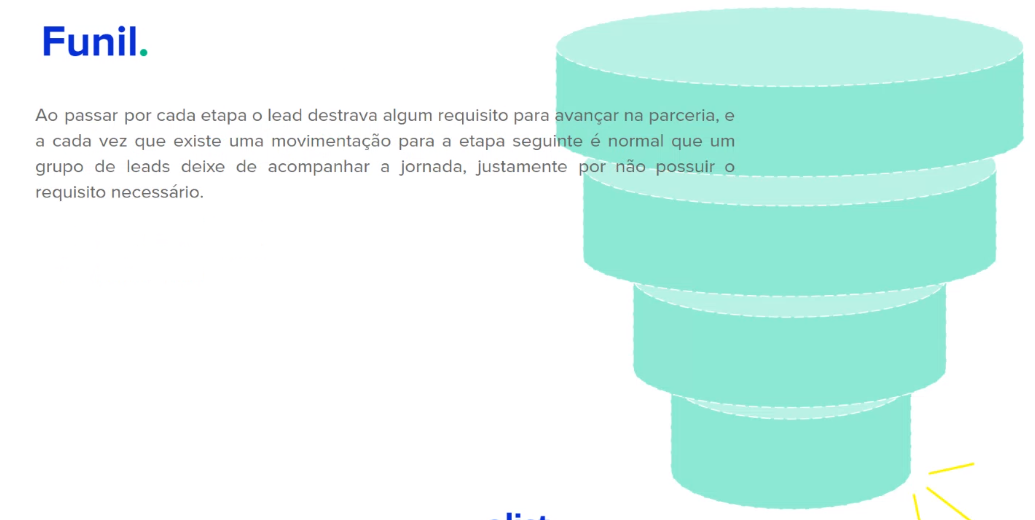 Funil.
Ao passar por cada etapa o lead destrava algum requisito para avançar na parceria, e
a cada vez que existe uma movimentação para a etapa seguinte é normal que um
grupo de leads deixe de acompanhar a jornada, justamente por não possuir o
requisito necessário.